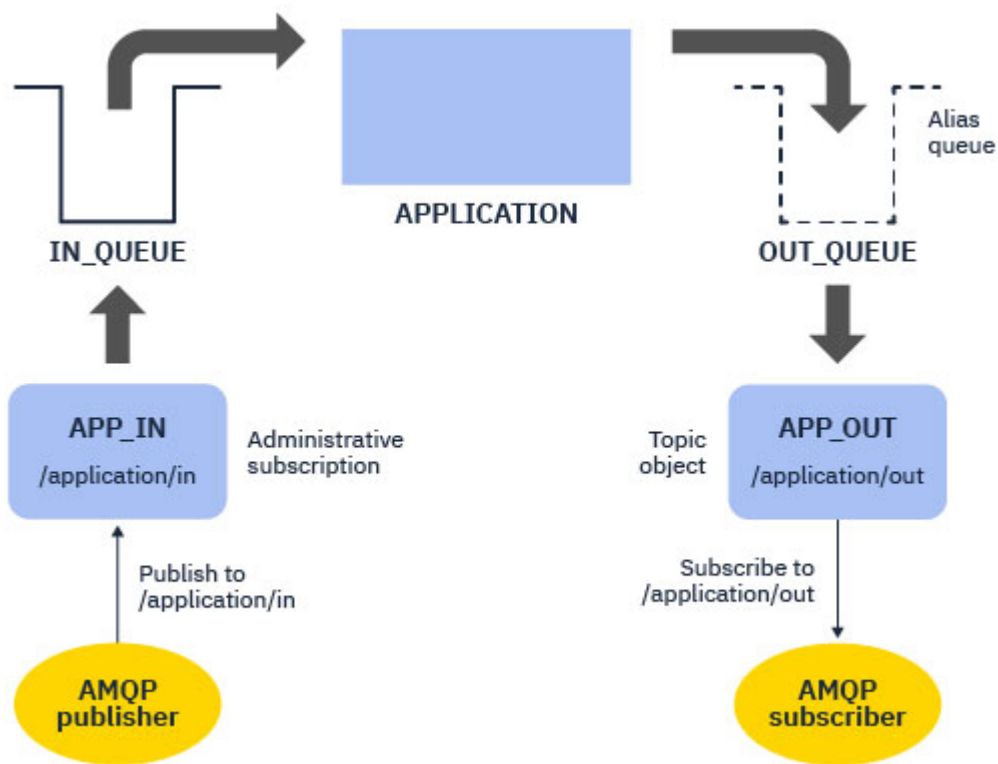 APPLICATION
Alias
queue
IN_QUEUE
OUT_QUEUE
APP_IN
/application/in
Administrative
subscription
Topic
object
APP_OUT
/application/out
Publish to
/application/in
Subscribe to
/application/out
AMQP
publisher
AMQP
subscriber